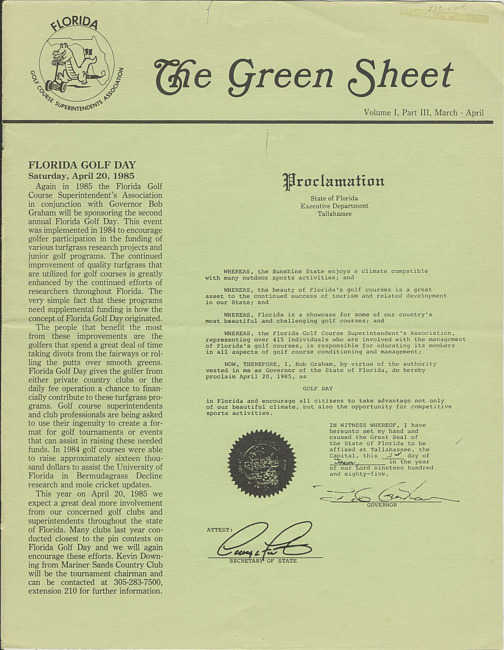 FLORIDA
GOLF COURSE SUPERINTENDENTS ASSOCIATION
The Green Sheet
Volume I, Part III, March - April
FLORIDA GOLF DAY
Saturday, April 20, 1985
Again in 1985 the Florida Golf
Course Superintendent's Association
in conjunction with Governor Bob
Graham will be sponsoring the second
annual Florida Golf Day. This event
was implemented in 1984 to encourage
golfer participation in the funding of
various turfgrass research projects and
junior golf programs. The continued
improvement of quality turfgrass that
are utilized for golf courses is greatly
enhanced by the continued efforts of
researchers throughout Florida. The
very simple fact that these programs
need supplemental funding is how the
concept of Florida Golf Day originated.
The people that benefit the most
from these improvements are the
golfers that spend a great deal of time
taking divots from the fairways or rol-
ling the putts over smooth greens.
Florida Golf Day gives the golfer from
either private country clubs or the
daily fee operation a chance to finan-
cially contribute to these turfgrass pro-
grams. Golf course superintendents
and club professionals are being asked
to use their ingenuity to create a for-
mat for golf tournaments or events
that can assist in raising these needed
funds. In 1984 golf courses were able
to raise approximately sixteen thou-
sand dollars to assist the University of
Florida in Bermudagrass Decline
research and mole cricket updates.
This year on April 20, 1985 we
expect a great deal more involvement
from our concerned golf clubs and
superintendents throughout the state
of Florida. Many clubs last year con-
ducted closest to the pin contests on
Florida Golf Day and we will again
encourage these efforts. Kevin Down-
ing from Mariner Sands Country Club
will be the tournament chairman and
can be contacted at 305-283-7500,
extension 210 for further information.
Proclamation
State of Florida
Executive Department
Tallahassee
WHEREAS, the Sunshine State enjoys a climate compatible
with many outdoor sports activities; and
WHEREAS, the beauty of Florida's golf courses is a great
asset to the continued success of tourism and related development
in our State; and
WHEREAS, Florida is a showcase for some of our country's
most beautiful and challenging golf courses; and
WHEREAS, the Florida Golf Course Superintendent's Association,
representing over 415 individuals who are involved with the management
of Florida's golf courses, is responsible for educating its members
in all aspects of golf course conditioning and management;
NOW, THEREFORE, I, Bob Graham, by virtue of the authority
vested in me as Governor of the State of Florida, do hereby
proclaim April 20, 1985, as
GOLF DAY
in Florida and encourage all citizens to take advantage not only
of our beautiful climate, but also the opportunity for competitive
sports activities.
IN WITNESS WHEREOF, I have
hereunto set my hand and
caused the Great Seal of
the State of Florida to be
affixed at Tallahassee, the
Capital, this day of
in the year
of our Lord nineteen hundred
and eighty-five.
Bob Graham
GOVERNOR
ATTEST:
SECRETARY OF STATE